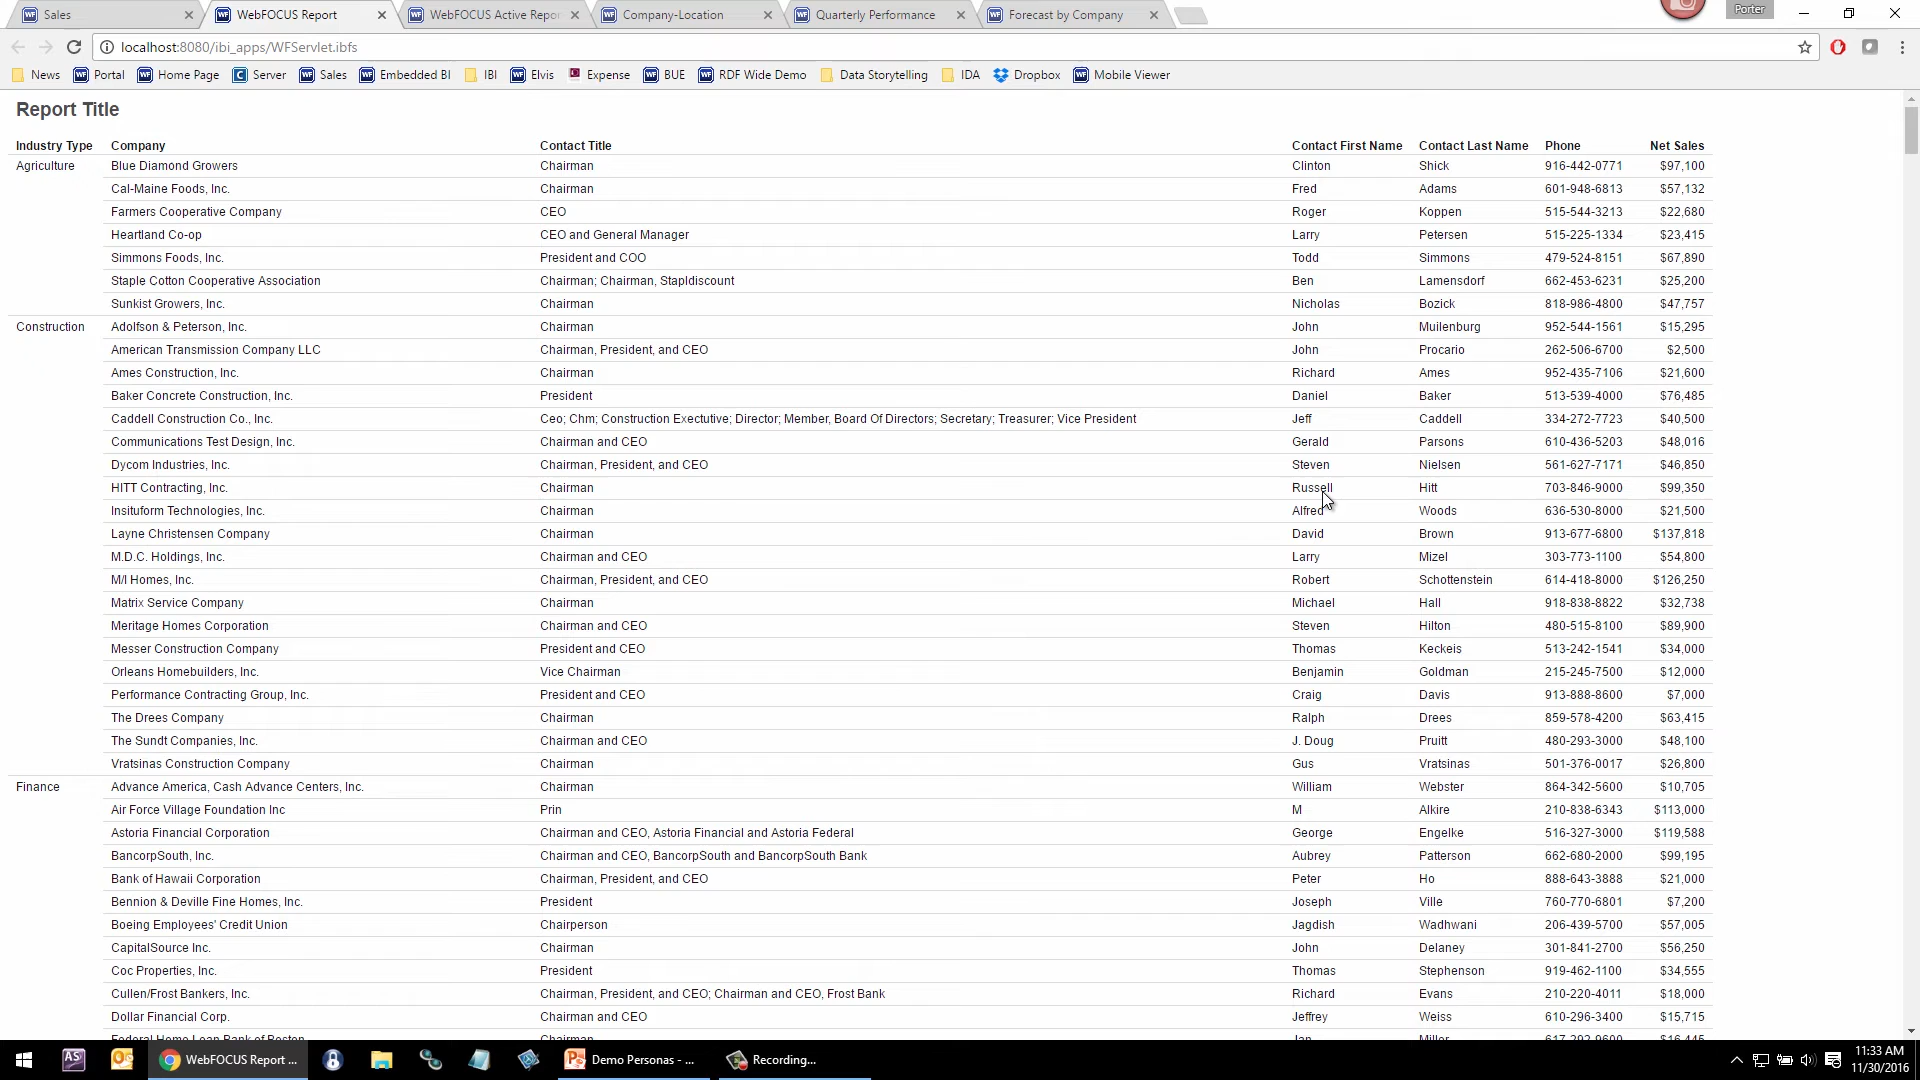 Sales WebFOCUS Report WebFOCUS Active Repor Company-Location Quarterly Performance Forecast by Company Porter
localhost:8080/ibi_apps/WFServlet.ibfs
News Portal Home Page Server Sales Embedded BI IBI Elvis Expense BUE RDF Wide Demo Data Storytelling IDA Dropbox Mobile Viewer
Report Title
Industry Type Company Contact Title Contact First Name Contact Last Name Phone Net Sales
Agriculture Blue Diamond Growers Chairman Clinton Shick 916-442-0771 $97,100
Cal-Maine Foods, Inc. Chairman Fred Adams 601-948-6813 $57,132
Farmers Cooperative Company CEO Roger Koppen 515-544-3213 $22,680
Heartland Co-op CEO and General Manager Larry Petersen 515-225-1334 $23,415
Simmons Foods, Inc. President and COO Todd Simmons 479-524-8151 $67,890
Staple Cotton Cooperative Association Chairman; Chairman, Stapldiscount Ben Lamensdorf 662-453-6231 $25,200
Sunkist Growers, Inc. Chairman Nicholas Bozick 818-986-4800 $47,757
Construction Adolfson & Peterson, Inc. Chairman John Muilenburg 952-544-1561 $15,295
American Transmission Company LLC Chairman, President, and CEO John Procario 262-506-6700 $2,500
Ames Construction, Inc. Chairman Richard Ames 952-435-7106 $21,600
Baker Concrete Construction, Inc. President Daniel Baker 513-539-4000 $76,485
Caddell Construction Co., Inc. Ceo; Chm; Construction Exectutive; Director; Member, Board Of Directors; Secretary; Treasurer; Vice President Jeff Caddell 334-272-7723 $40,500
Communications Test Design, Inc. Chairman and CEO Gerald Parsons 610-436-5203 $48,016
Dycom Industries, Inc. Chairman, President, and CEO Steven Nielsen 561-627-7171 $46,850
HITT Contracting, Inc. Chairman Russell Hitt 703-846-9000 $99,350
Insituform Technologies, Inc. Chairman Alfred Woods 636-530-8000 $21,500
Layne Christensen Company Chairman David Brown 913-677-6800 $137,818
M.D.C. Holdings, Inc. Chairman and CEO Larry Mizel 303-773-1100 $54,800
M/I Homes, Inc. Chairman, President, and CEO Robert Schottenstein 614-418-8000 $126,250
Matrix Service Company Chairman Michael Hall 918-838-8822 $32,738
Meritage Homes Corporation Chairman and CEO Steven Hilton 480-515-8100 $89,900
Messer Construction Company President and CEO Thomas Keckeis 513-242-1541 $34,000
Orleans Homebuilders, Inc. Vice Chairman Benjamin Goldman 215-245-7500 $12,000
Performance Contracting Group, Inc. President and CEO Craig Davis 913-888-8600 $7,000
The Drees Company Chairman Ralph Drees 859-578-4200 $63,415
The Sundt Companies, Inc. Chairman and CEO J. Doug Pruitt 480-293-3000 $48,100
Vratsinas Construction Company Chairman Gus Vratsinas 501-376-0017 $26,800
Finance Advance America, Cash Advance Centers, Inc. Chairman William Webster 864-342-5600 $10,705
Air Force Village Foundation Inc Prin M Alkire 210-838-6343 $113,000
Astoria Financial Corporation Chairman and CEO, Astoria Financial and Astoria Federal George Engelke 516-327-3000 $119,588
BancorpSouth, Inc. Chairman and CEO, BancorpSouth and BancorpSouth Bank Aubrey Patterson 662-680-2000 $99,195
Bank of Hawaii Corporation Chairman, President, and CEO Peter Ho 888-643-3888 $21,000
Bennion & Deville Fine Homes, Inc. President Joseph Ville 760-770-6801 $7,200
Boeing Employees' Credit Union Chairperson Jagdish Wadhwani 206-439-5700 $57,005
CapitalSource Inc. Chairman John Delaney 301-841-2700 $56,250
Coc Properties, Inc. President Thomas Stephenson 919-462-1100 $34,555
Cullen/Frost Bankers, Inc. Chairman, President, and CEO; Chairman and CEO, Frost Bank Richard Evans 210-220-4011 $18,000
Dollar Financial Corp. Chairman and CEO Jeffrey Weiss 610-296-3400 $15,715
Federal Home Loan Bank of Boston Chairman Jan Miller 617-292-9600 $16,445
WebFOCUS Report ... Demo Personas - ... Recording... 11:33 AM
11/30/2016